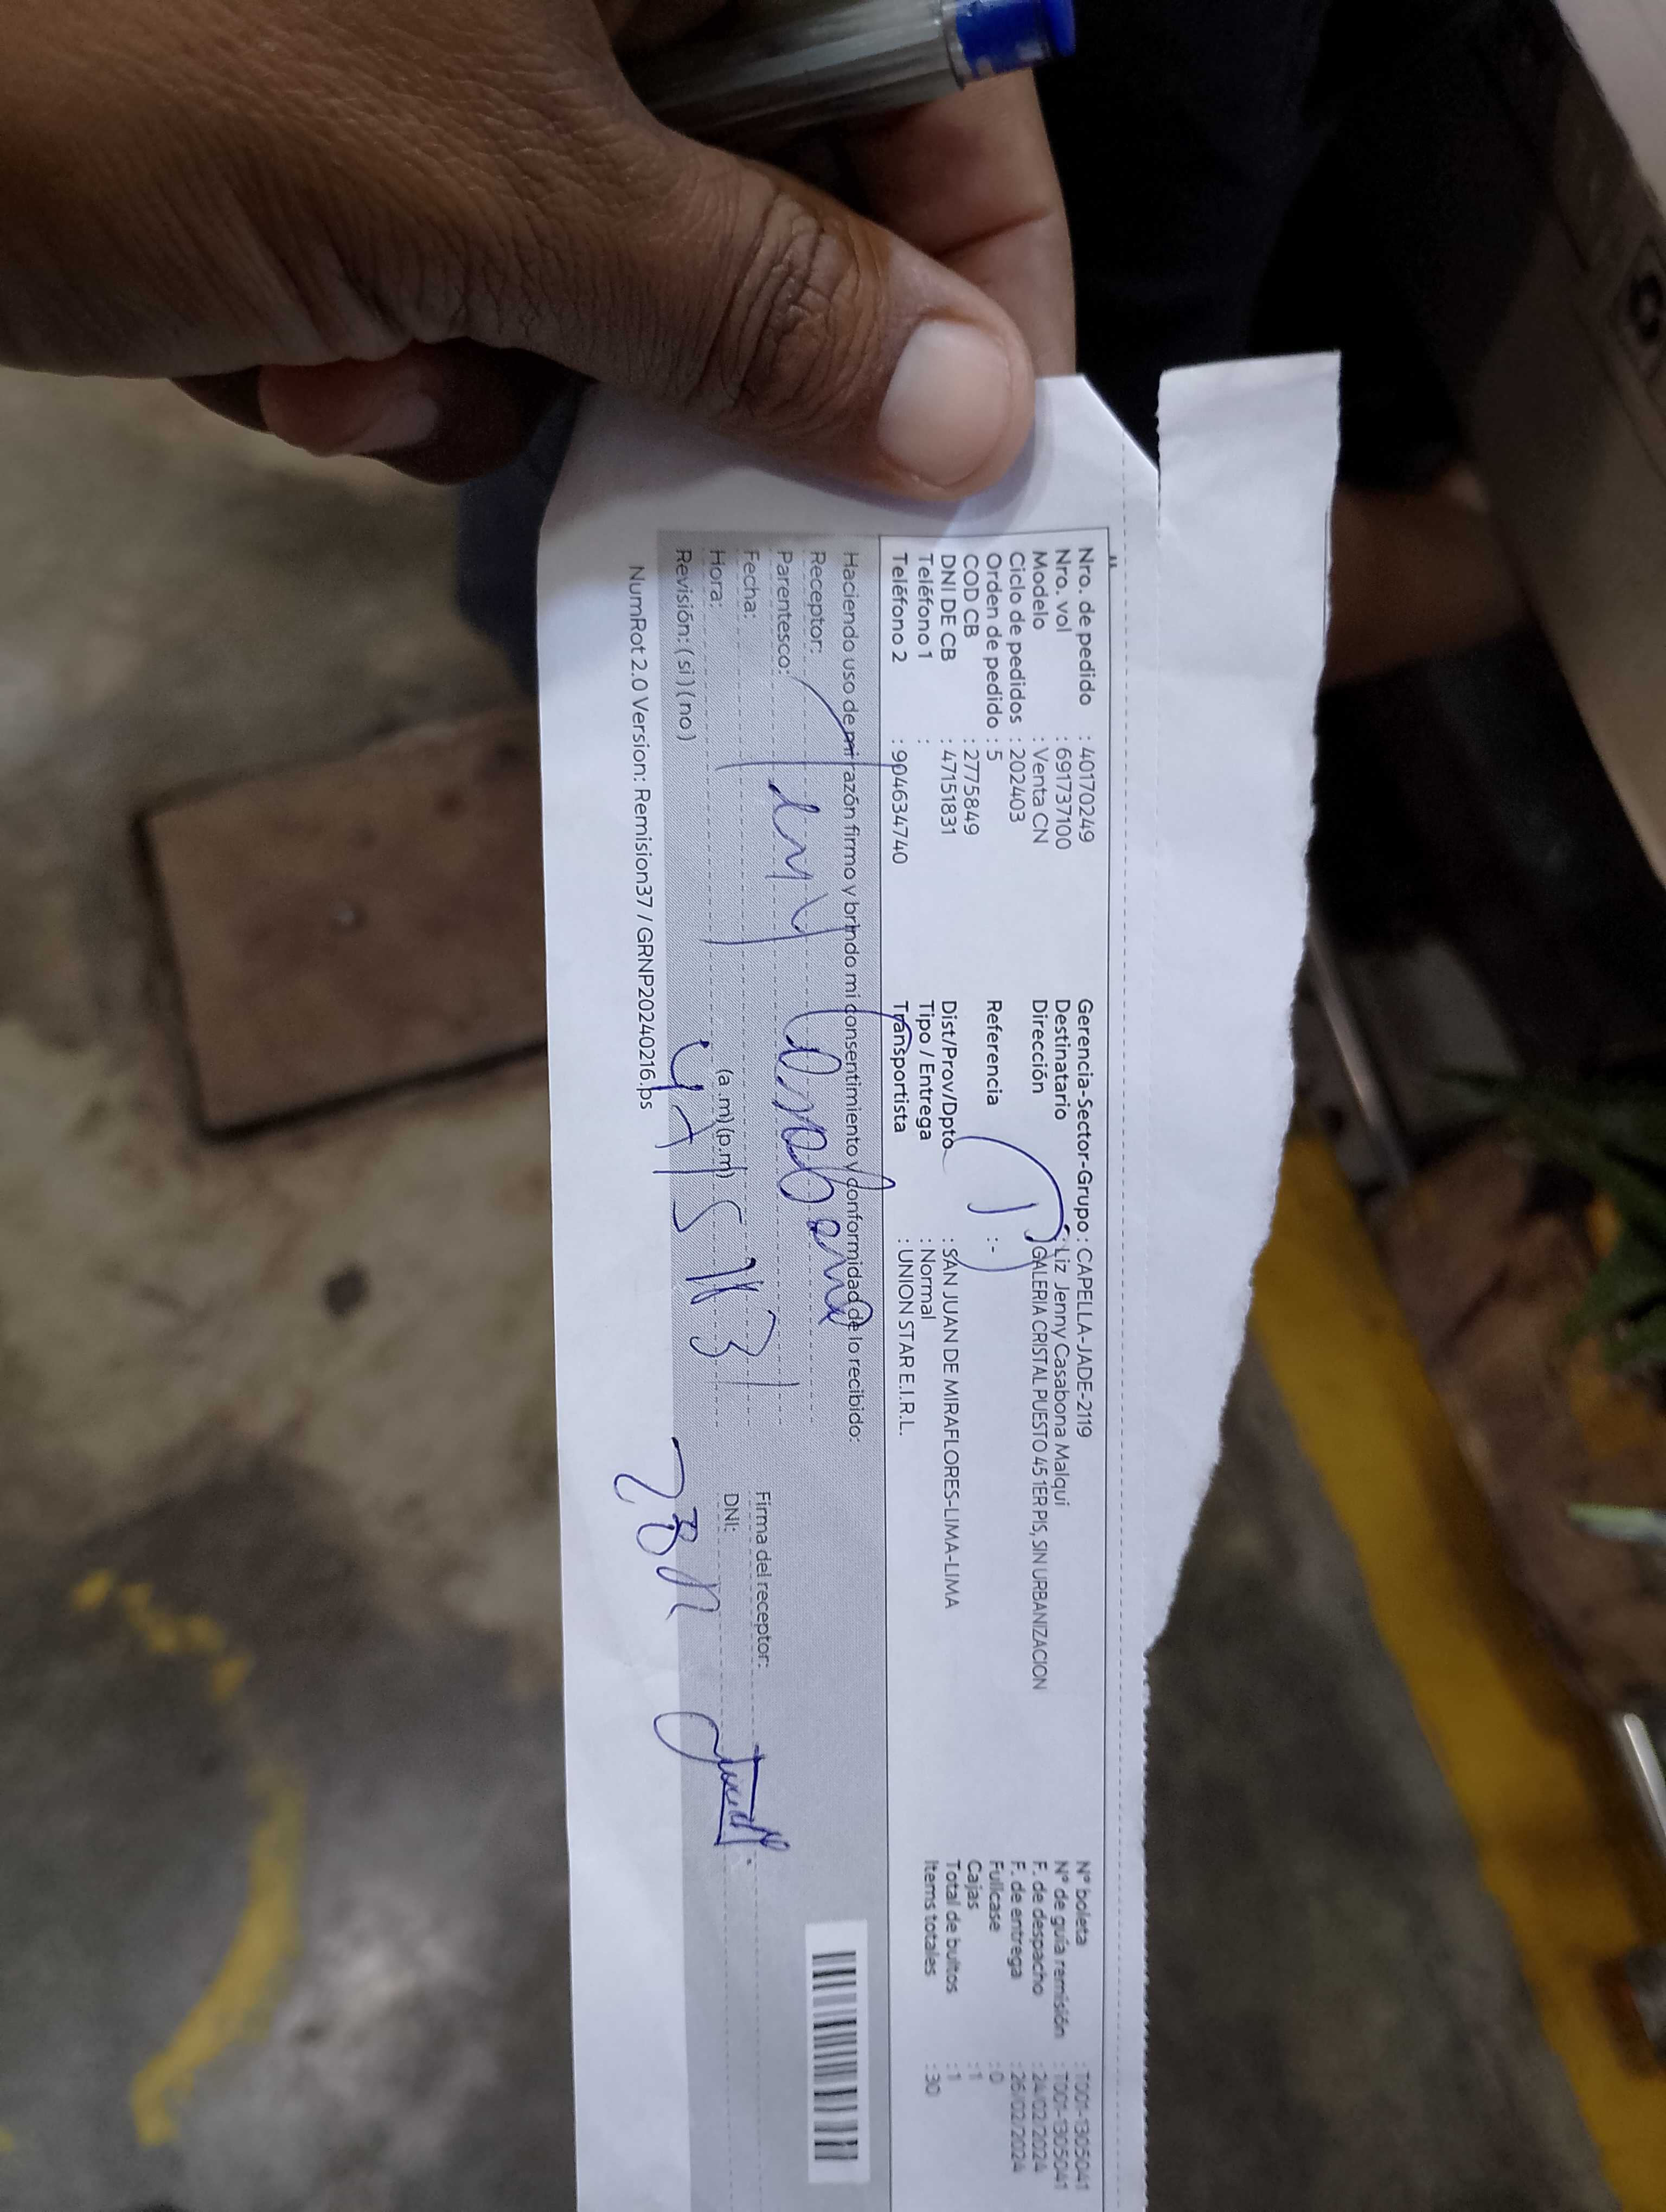 Nro. de pedido : 40170249
Nro. vol : 691737100
Modelo : Venta CN
Ciclo de pedidos : 202403
Orden de pedido : 5
COD CB : 2775849
DNI DE CB : 47151831
Teléfono 1 :
Teléfono 2 : 904634740
Gerencia-Sector-Grupo : CAPELLA-JADE-2119
Destinatario : Liz Jenny Casabona Malqui
Dirección GALERIA CRISTAL PUESTO 45 1ER PIS, SIN URBANIZACION
Referencia :-
Dist/Prov/Dpto : SAN JUAN DE MIRAFLORES-LIMA-LIMA
Tipo / Entrega : Normal
Transportista : UNION STAR E.I.R.L.
N° boleta : T001-1305041
N° de guía remisión : T001-1305041
F. de despacho : 24/02/2024
F. de entrega : 26/02/2024
Fullcase : 0
Cajas : 1
Total de bultos : 1
Items totales : 30
Haciendo uso de mi razón firmo y brindo mi consentimiento y conformidad de lo recibido:
Receptor:
Parentesco:
Fecha:
Hora: (a.m) (p.m)
Revisión: ( si ) ( no )
Firma del receptor:
DNI:
NumRot 2.0 Version: Remision37 / GRNP20240216.ps